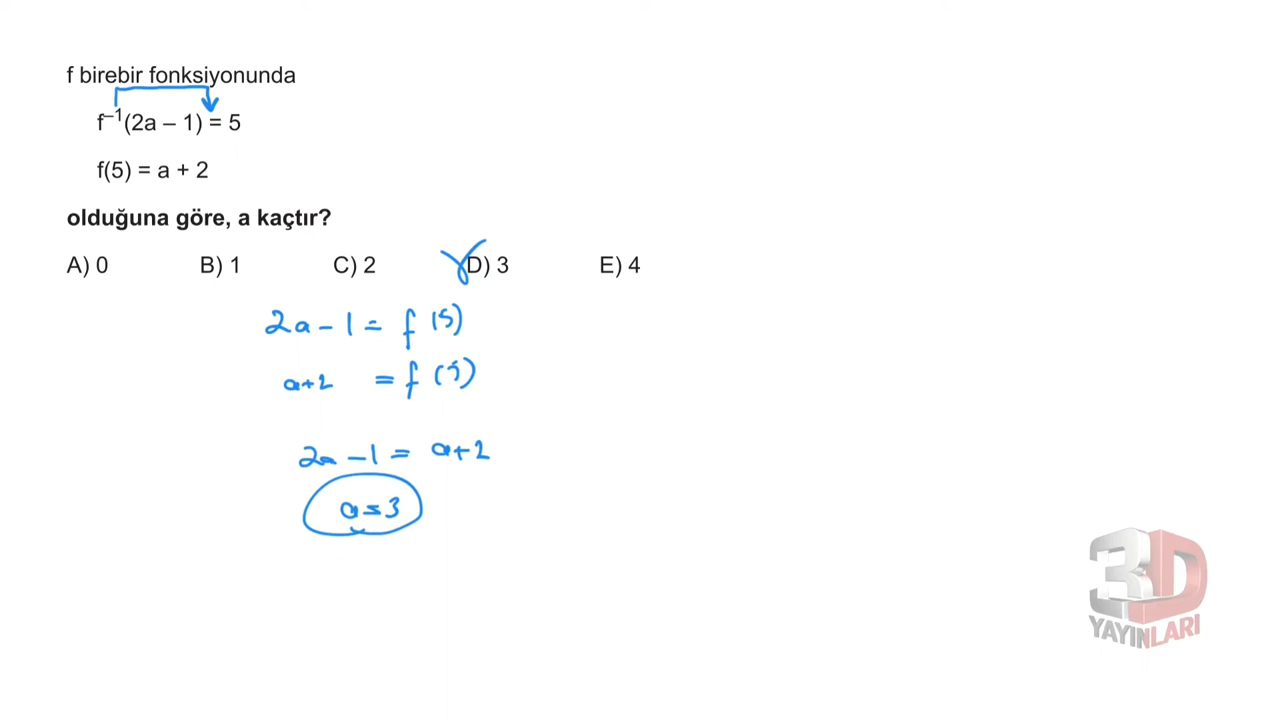 f birebir fonksiyonunda
f⁻¹(2a – 1) = 5
f(5) = a + 2
olduğuna göre, a kaçtır?
A) 0 B) 1 C) 2 D) 3 E) 4
2a – 1 = f (5)
a+2 = f (5)
2a – 1 = a+2
a = 3
3D
YAYINLARI